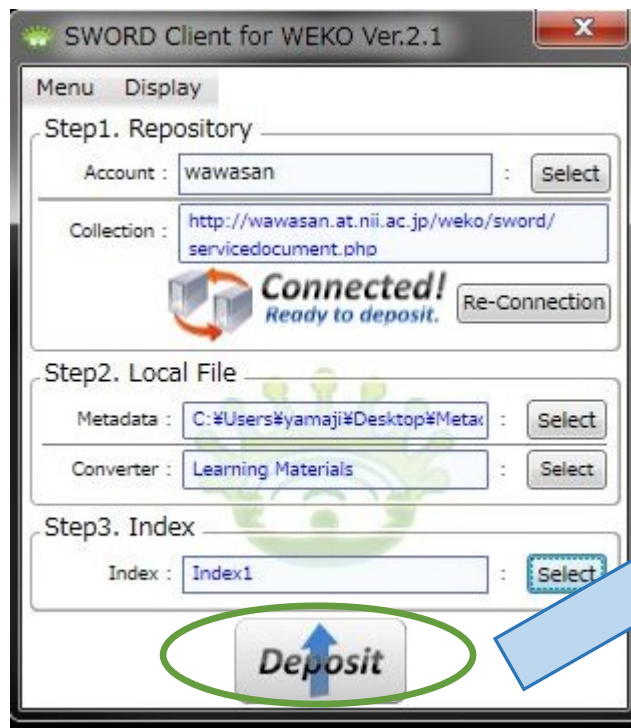 SWORD Client for WEKO Ver.2.1
Menu Display
Step1. Repository
Account : wawasan : Select
Collection : http://wawasan.at.nii.ac.jp/weko/sword/
servicedocument.php
Connected!
Ready to deposit.
Re-Connection
Step2. Local File
Metadata : C:¥Users¥yamaji¥Desktop¥Metac : Select
Converter : Learning Materials : Select
Step3. Index
Index : Index1 : Select
Deposit